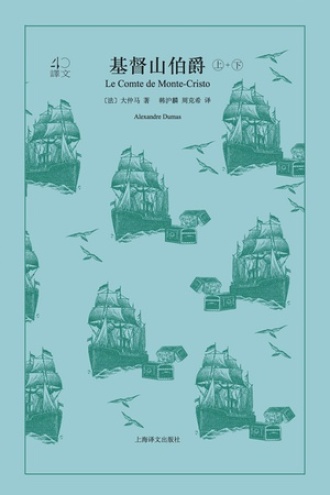 40
譯文
基督山伯爵 上+下
Le Comte de Monte-Cristo
〔法〕大仲马 著 韩沪麟 周克希 译
Alexandre Dumas
上海译文出版社